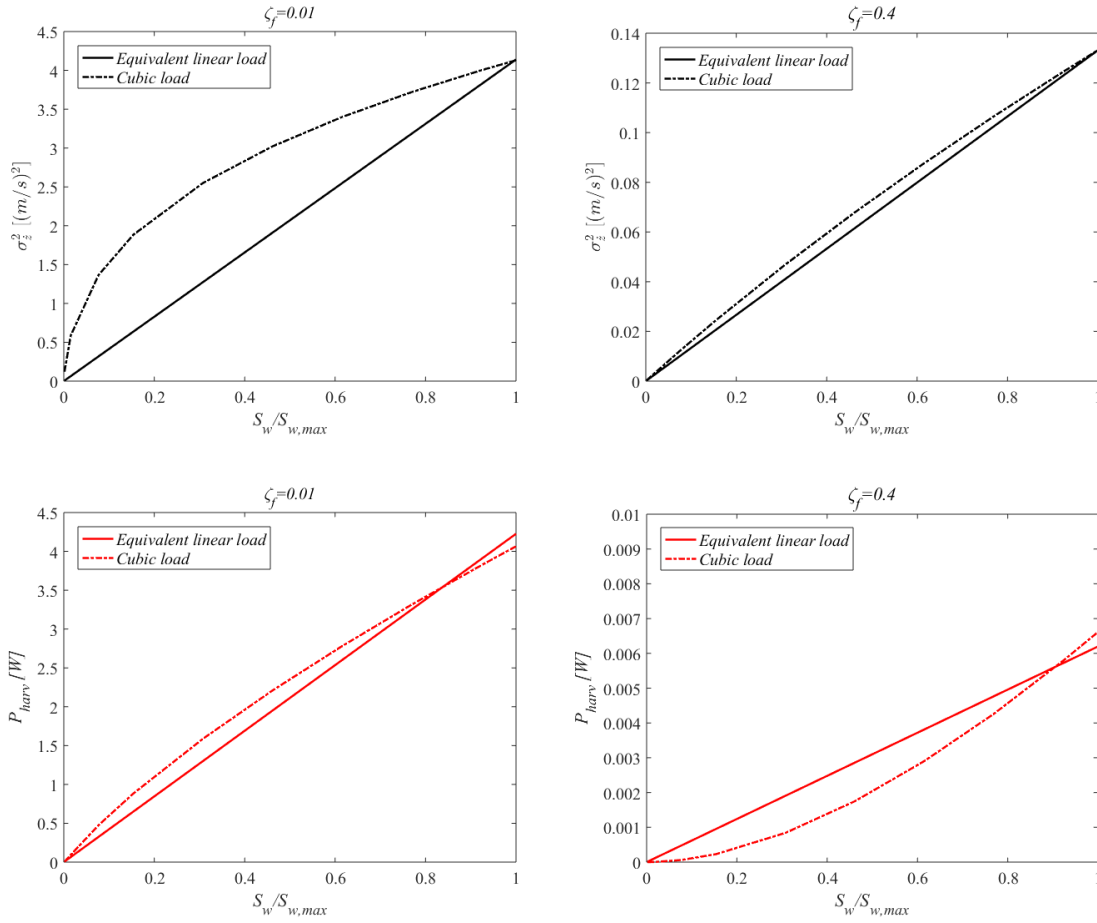 ζf=0.01
4.5
4
3.5
3
2.5
2
1.5
1
0.5
0
σ²ż [(m/s)²]
Equivalent linear load
Cubic load
0 0.2 0.4 0.6 0.8 1
Sw/Sw,max
ζf=0.4
0.14
0.12
0.1
0.08
0.06
0.04
0.02
0
σ²ż [(m/s)²]
Equivalent linear load
Cubic load
0 0.2 0.4 0.6 0.8 1
Sw/Sw,max
ζf=0.01
4.5
4
3.5
3
2.5
2
1.5
1
0.5
0
Pharv [W]
Equivalent linear load
Cubic load
0 0.2 0.4 0.6 0.8 1
Sw/Sw,max
ζf=0.4
0.01
0.009
0.008
0.007
0.006
0.005
0.004
0.003
0.002
0.001
0
Pharv [W]
Equivalent linear load
Cubic load
0 0.2 0.4 0.6 0.8 1
Sw/Sw,max